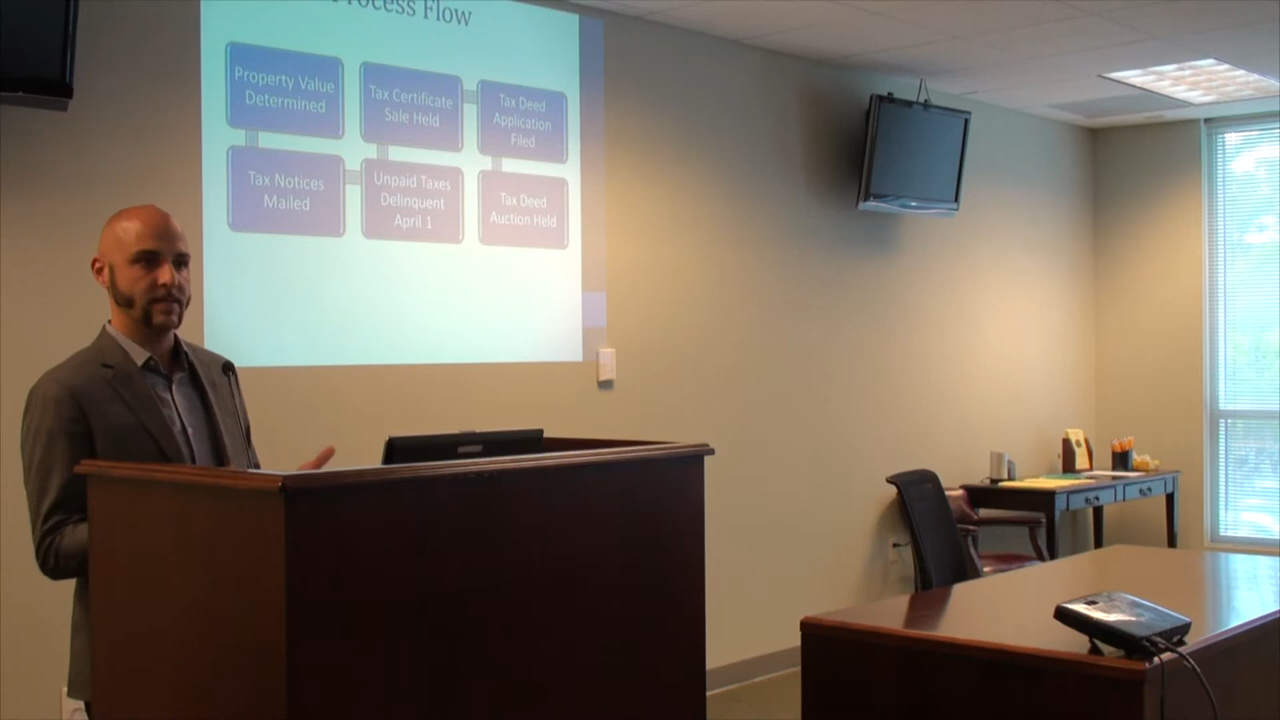 Process Flow
Property Value
Determined
Tax Notices
Mailed
Tax Certificate
Sale Held
Unpaid Taxes
Delinquent
April 1
Tax Deed
Application
Filed
Tax Deed
Auction Held